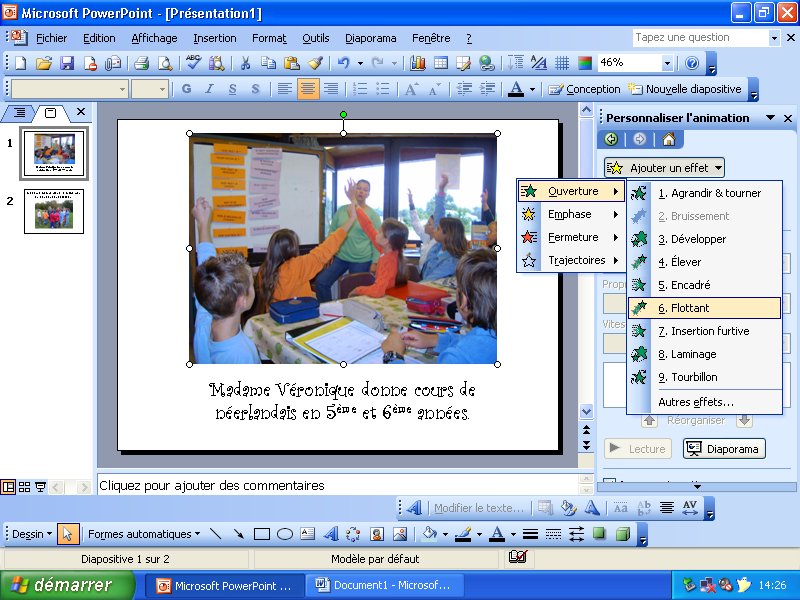 Microsoft PowerPoint - [Présentation1]
Fichier Edition Affichage Insertion Format Outils Diaporama Fenêtre ?
Tapez une question
46%
G I S S
A
Conception
Nouvelle diapositive
1
2
Madame Véronique donne cours de
néerlandais en 5ème et 6ème années.
Personnaliser l'animation
Ajouter un effet
Ouverture
Emphase
Fermeture
Trajectoires
1. Agrandir & tourner
2. Bruissement
3. Développer
4. Élever
5. Encadré
6. Flottant
7. Insertion furtive
8. Laminage
9. Tourbillon
Autres effets...
Propr
Vites
Réorganiser
Lecture
Diaporama
Cliquez pour ajouter des commentaires
Modifier le texte...
Dessin
Formes automatiques
Diapositive 1 sur 2
Modèle par défaut
démarrer
Microsoft PowerPoint ...
Document1 - Microsof...
14:26